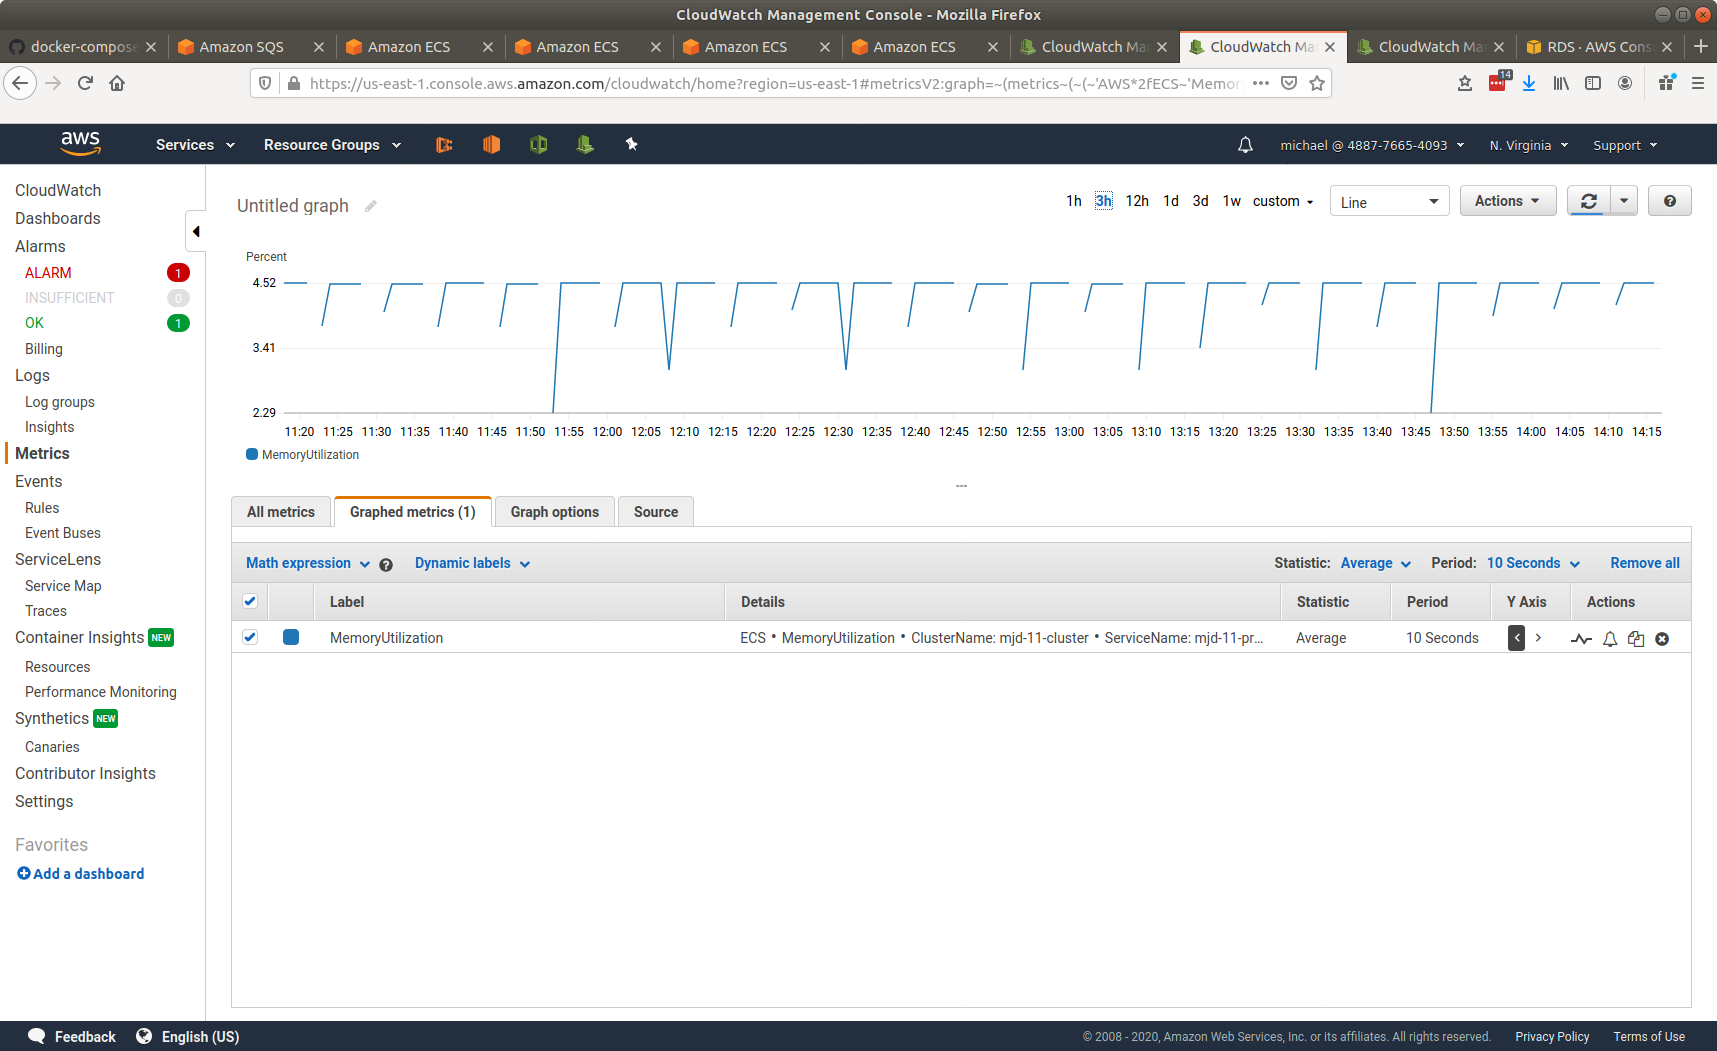 CloudWatch Management Console - Mozilla Firefox
docker-compose
Amazon SQS
Amazon ECS
Amazon ECS
Amazon ECS
Amazon ECS
CloudWatch Ma
CloudWatch Ma
CloudWatch Ma
RDS · AWS Cons
https://us-east-1.console.aws.amazon.com/cloudwatch/home?region=us-east-1#metricsV2:graph=~(metrics~(~(~'AWS*2fECS~'Memor
14
aws
Services
Resource Groups
michael @ 4887-7665-4093
N. Virginia
Support
CloudWatch
Dashboards
Alarms
ALARM 1
INSUFFICIENT 0
OK 1
Billing
Logs
Log groups
Insights
Metrics
Events
Rules
Event Buses
ServiceLens
Service Map
Traces
Container Insights NEW
Resources
Performance Monitoring
Synthetics NEW
Canaries
Contributor Insights
Settings
Favorites
Add a dashboard
Untitled graph
1h 3h 12h 1d 3d 1w custom
Line
Actions
?
Percent
4.52
3.41
2.29
11:20 11:25 11:30 11:35 11:40 11:45 11:50 11:55 12:00 12:05 12:10 12:15 12:20 12:25 12:30 12:35 12:40 12:45 12:50 12:55 13:00 13:05 13:10 13:15 13:20 13:25 13:30 13:35 13:40 13:45 13:50 13:55 14:00 14:05 14:10 14:15
MemoryUtilization
All metrics
Graphed metrics (1)
Graph options
Source
Math expression ?
Dynamic labels
Statistic: Average
Period: 10 Seconds
Remove all
Label Details Statistic Period Y Axis Actions
MemoryUtilization ECS • MemoryUtilization • ClusterName: mjd-11-cluster • ServiceName: mjd-11-pr... Average 10 Seconds < >
Feedback
English (US)
© 2008 - 2020, Amazon Web Services, Inc. or its affiliates. All rights reserved.
Privacy Policy
Terms of Use